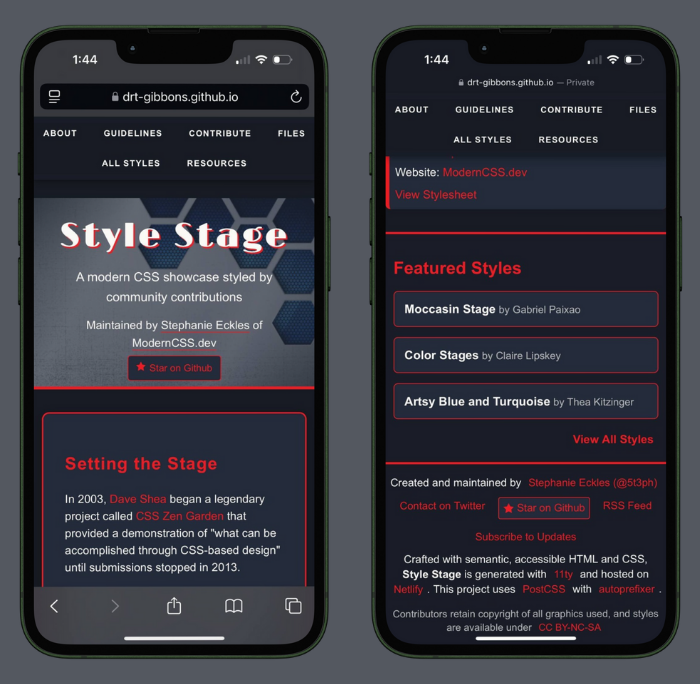 1:44
drt-gibbons.github.io
ABOUT GUIDELINES CONTRIBUTE FILES
ALL STYLES RESOURCES
Style Stage
A modern CSS showcase styled by
community contributions
Maintained by Stephanie Eckles of
ModernCSS.dev
Star on Github
Setting the Stage
In 2003, Dave Shea began a legendary
project called CSS Zen Garden that
provided a demonstration of "what can be
accomplished through CSS-based design"
until submissions stopped in 2013.
1:44
drt-gibbons.github.io — Private
ABOUT GUIDELINES CONTRIBUTE FILES
ALL STYLES RESOURCES
Website: ModernCSS.dev
View Stylesheet
Featured Styles
Moccasin Stage by Gabriel Paixao
Color Stages by Claire Lipskey
Artsy Blue and Turquoise by Thea Kitzinger
View All Styles
Created and maintained by Stephanie Eckles (@5t3ph)
Contact on Twitter Star on Github RSS Feed
Subscribe to Updates
Crafted with semantic, accessible HTML and CSS,
Style Stage is generated with 11ty and hosted on
Netlify . This project uses PostCSS with autoprefixer .
Contributors retain copyright of all graphics used, and styles
are available under CC BY-NC-SA